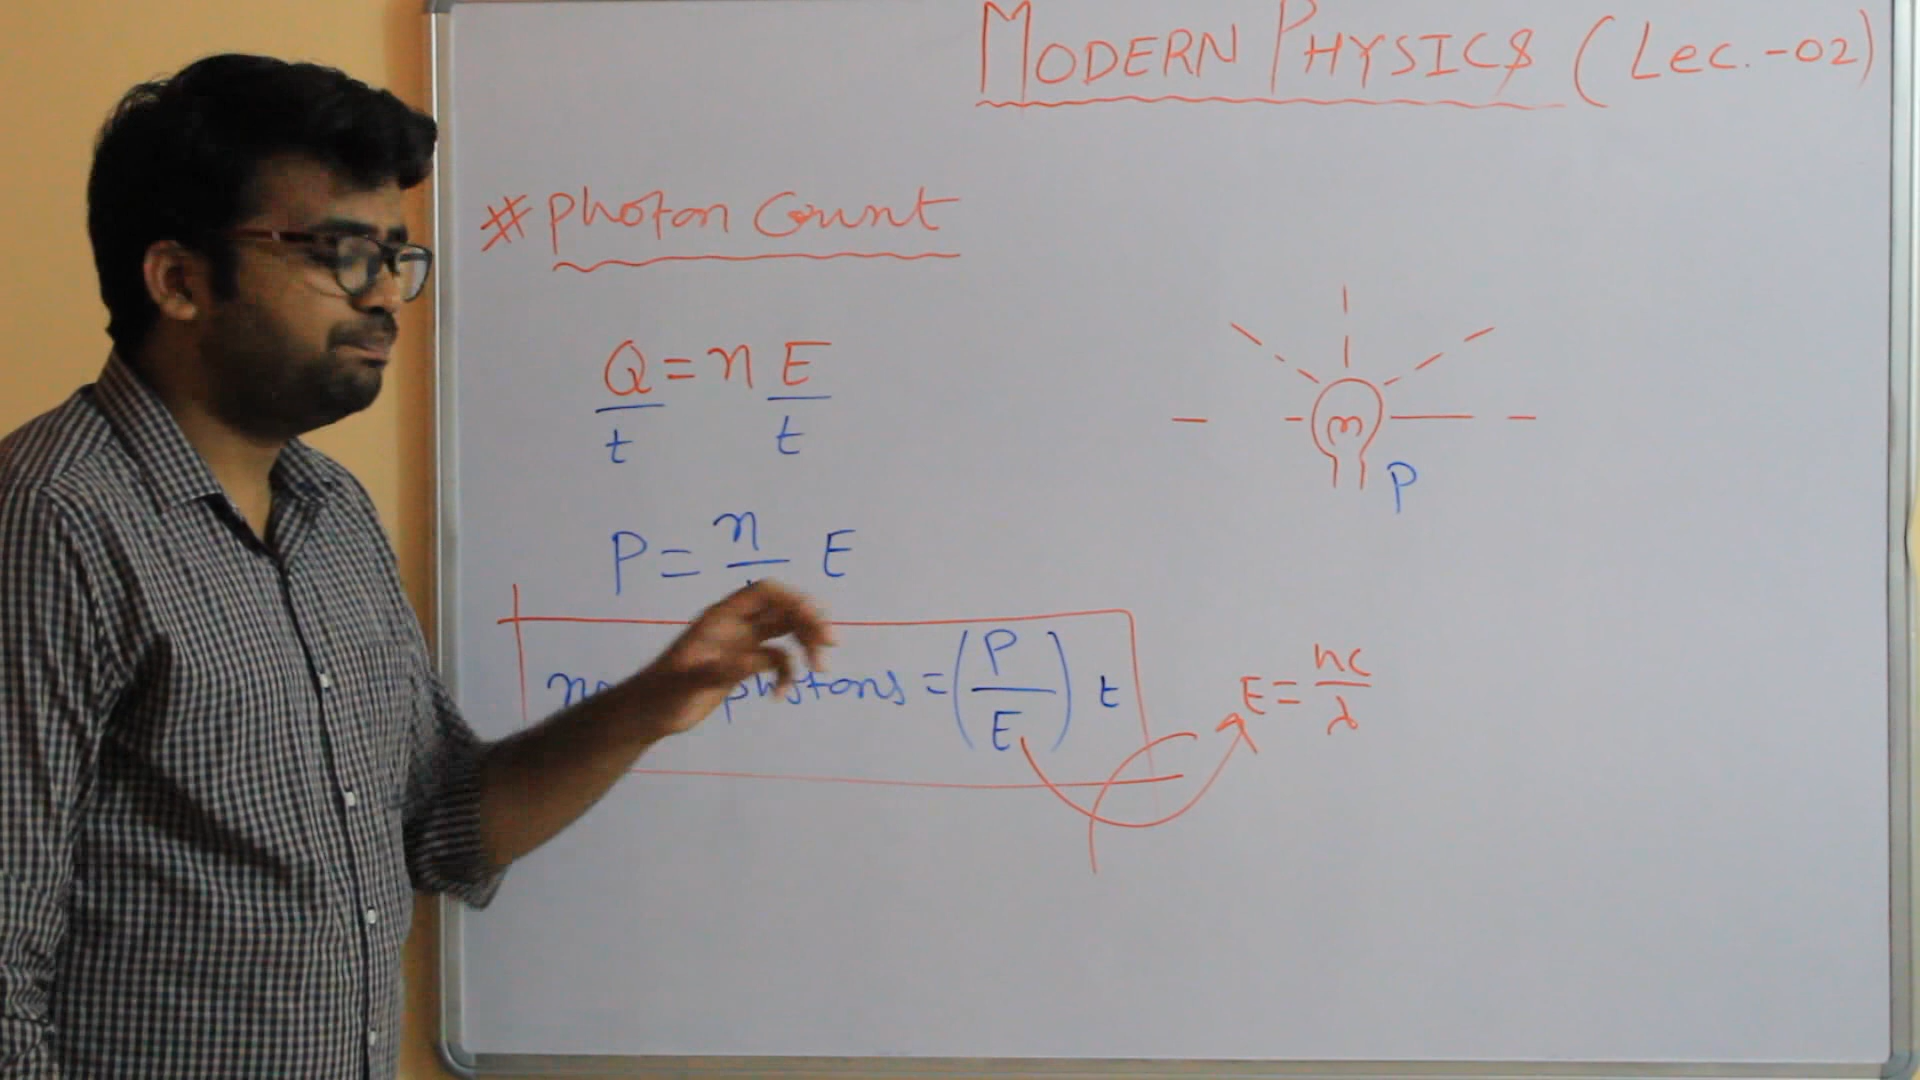 MODERN PHYSICS (Lec.-02)
# Photon Count
Q/t = n E/t
P
P = n/ E
photons = (P/E) t
E = hc/λ